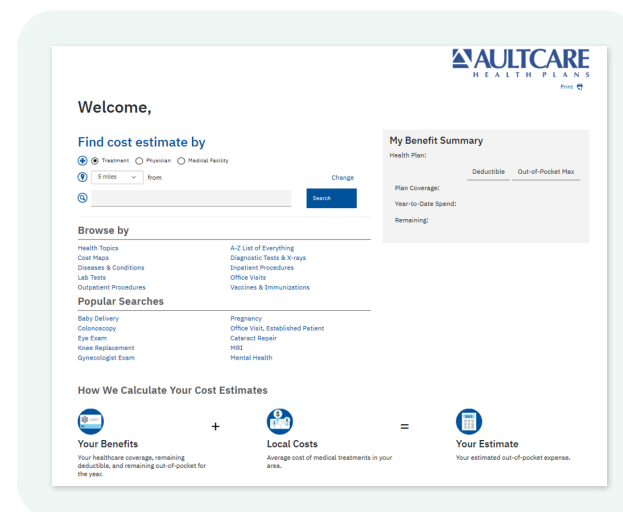 AULTCARE
HEALTH PLANS
Print
Welcome,
Find cost estimate by
Treatment Physician Medical Facility
5 miles from Change
Search
Browse by
Health Topics
Cost Maps
Diseases & Conditions
Lab Tests
Outpatient Procedures
A-Z List of Everything
Diagnostic Tests & X-rays
Inpatient Procedures
Office Visits
Vaccines & Immunizations
Popular Searches
Baby Delivery
Colonoscopy
Eye Exam
Knee Replacement
Gynecologist Exam
Pregnancy
Office Visit, Established Patient
Cataract Repair
MRI
Mental Health
My Benefit Summary
Health Plan:
Deductible Out-of-Pocket Max
Plan Coverage:
Year-to-Date Spend:
Remaining:
How We Calculate Your Cost Estimates
+
=
Your Benefits
Your healthcare coverage, remaining
deductible, and remaining out-of-pocket for
the year.
Local Costs
Average cost of medical treatments in your
area.
Your Estimate
Your estimated out-of-pocket expense.